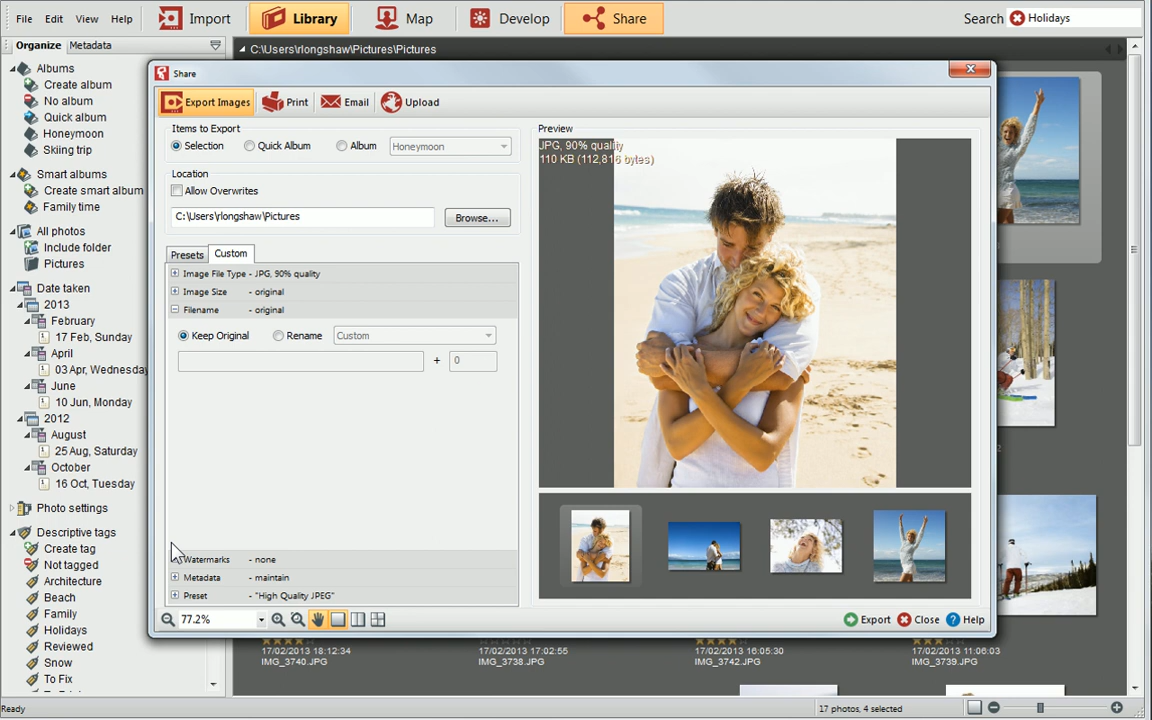 File Edit View Help Import Library Map Develop Share Search Holidays
Organize Metadata
C:\Users\rlongshaw\Pictures\Pictures
Albums
Create album
No album
Quick album
Honeymoon
Skiing trip
Smart albums
Create smart album
Family time
All photos
Include folder
Pictures
Date taken
2013
February
17 Feb, Sunday
April
03 Apr, Wednesday
June
10 Jun, Monday
2012
August
25 Aug, Saturday
October
16 Oct, Tuesday
Photo settings
Descriptive tags
Create tag
Not tagged
Architecture
Beach
Family
Holidays
Reviewed
Snow
To Fix
Share
Export Images Print Email Upload
Items to Export
Selection Quick Album Album Honeymoon
Location
Allow Overwrites
C:\Users\rlongshaw\Pictures Browse...
Presets Custom
Image File Type - JPG, 90% quality
Image Size - original
Filename - original
Keep Original Rename Custom
+ 0
Watermarks - none
Metadata - maintain
Preset - "High Quality JPEG"
77.2%
Preview
JPG, 90% quality
110 KB (112,816 bytes)
Export Close Help
17/02/2013 18:12:34 17/02/2013 17:02:55 17/02/2013 16:05:30 17/02/2013 11:06:03
IMG_3740.JPG IMG_3738.JPG IMG_3742.JPG IMG_3739.JPG
Ready 17 photos, 4 selected